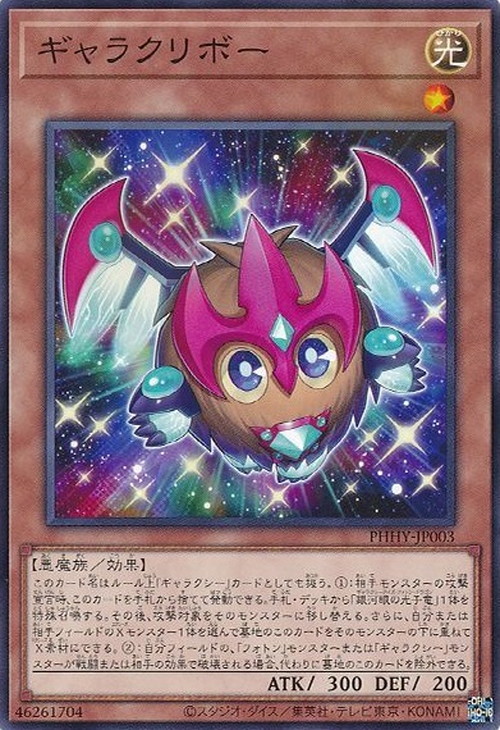 ギャラクリボー
光
PHHY-JP003
【悪魔族/効果】
このカード名はルール上「ギャラクシー」カードとしても扱う。①:相手モンスターの攻撃
宣言時、このカードを手札から捨てて発動できる。手札・デッキから「銀河眼の光子竜」1体を
特殊召喚する。その後、攻撃対象をそのモンスターに移し替える。さらに、自分または
相手フィールドのXモンスター1体を選んで墓地のこのカードをそのモンスターの下に重ねて
X素材にできる。②:自分フィールドの、「フォトン」モンスターまたは「ギャラクシー」モン
スターが戦闘または相手の効果で破壊される場合、代わりに墓地のこのカードを除外できる。
ATK/ 300 DEF/ 200
46261704 ©スタジオ・ダイス/集英社・テレビ東京・KONAMI